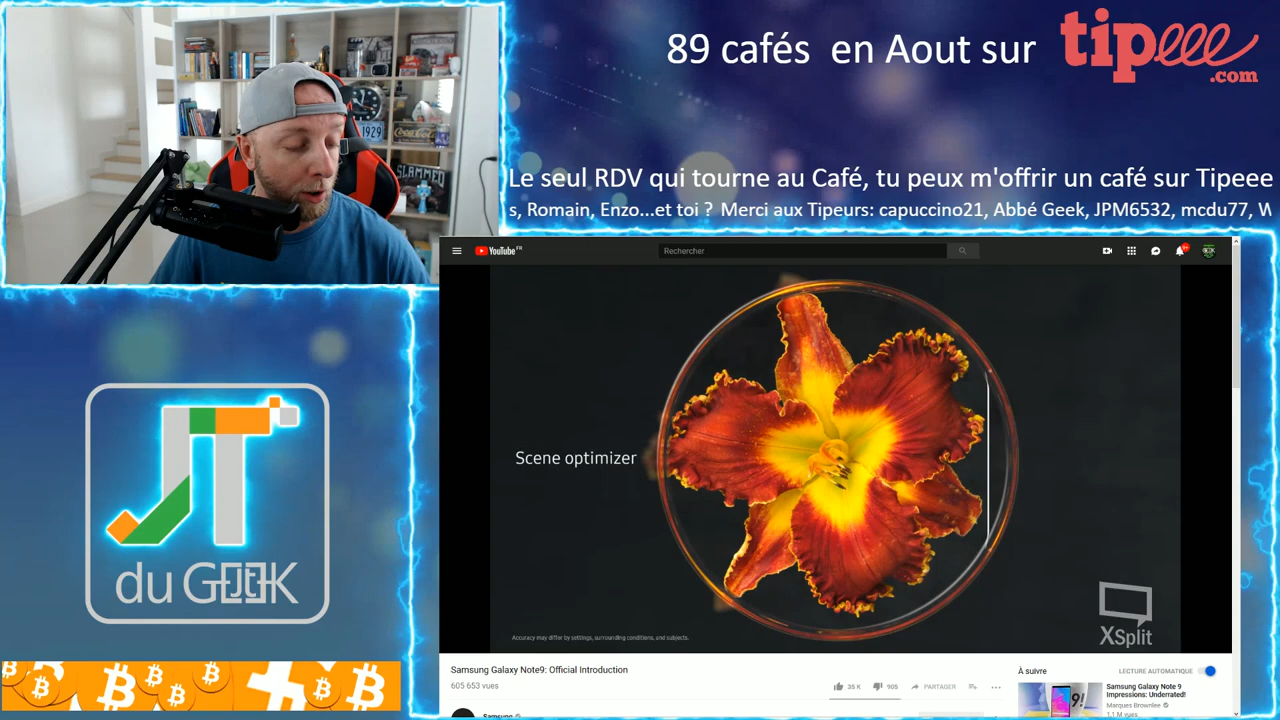 89 cafés en Aout sur
tipeee
.com
Le seul RDV qui tourne au Café, tu peux m'offrir un café sur Tipeee
s, Romain, Enzo...et toi ? Merci aux Tipeurs: capuccino21, Abbé Geek, JPM6532, mcdu77, W
1929
Coca-Cola
SLAMMED
YouTube FR
Rechercher
9+
Scene optimizer
Accuracy may differ by settings, surrounding conditions, and subjects.
XSplit
JT
du GEEK
Samsung Galaxy Note9: Official Introduction
605 653 vues
35 K
905
PARTAGER
À suivre
LECTURE AUTOMATIQUE
Samsung Galaxy Note 9
Impressions: Underrated!
Marques Brownlee
1,1 M vues
9!
Samsung